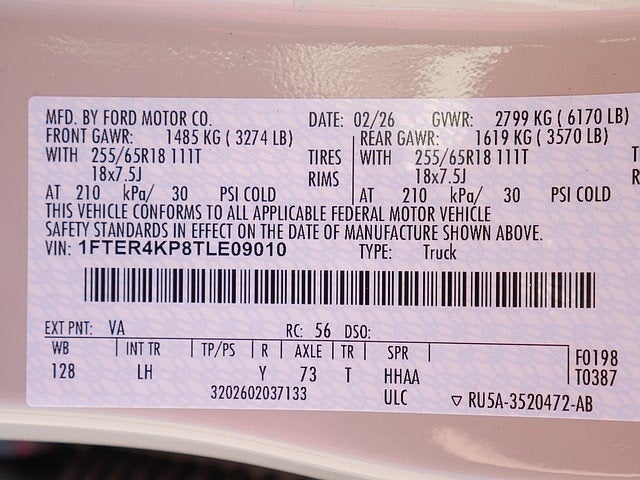 MFD. BY FORD MOTOR CO. DATE: 02/26 GVWR: 2799 KG ( 6170 LB)
FRONT GAWR: 1485 KG ( 3274 LB) REAR GAWR: 1619 KG ( 3570 LB)
WITH 255/65R18 111T TIRES WITH 255/65R18 111T T
18x7.5J RIMS 18x7.5J R
AT 210 kPa/ 30 PSI COLD AT 210 kPa/ 30 PSI COLD
THIS VEHICLE CONFORMS TO ALL APPLICABLE FEDERAL MOTOR VEHICLE
SAFETY STANDARDS IN EFFECT ON THE DATE OF MANUFACTURE SHOWN ABOVE.
VIN: 1FTER4KP8TLE09010 TYPE: Truck
EXT PNT: VA RC: 56 DSO:
WB INT TR TP/PS R AXLE TR SPR F0198
128 LH Y 73 T HHAA T0387
3202602037133 ULC ▽ RU5A-3520472-AB